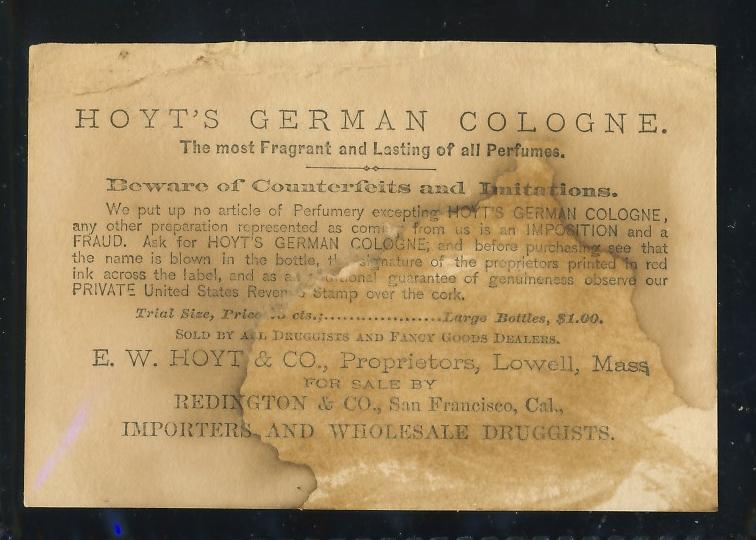 HOYT'S GERMAN COLOGNE.
The most Fragrant and Lasting of all Perfumes.
Beware of Counterfeits and Imitations.
We put up no article of Perfumery excepting HOYT'S GERMAN COLOGNE,
any other preparation represented as from us is an IMPOSITION and a
FRAUD. Ask for HOYT'S GERMAN COLOGNE; and before purchasing see that
the name is blown in the bottle, signature of the proprietors printed in red
ink across the label, and as guarantee of genuineness observe our
PRIVATE United States Stamp over the cork.
Trial Size, Price cts.;....................Large Bottles, $1.00.
SOLD BY ALL DRUGGISTS AND FANCY GOODS DEALERS.
E. W. HOYT & CO., Proprietors, Lowell, Mass
FOR SALE BY
REDINGTON & CO., San Francisco, Cal.,
IMPORTERS AND WHOLESALE DRUGGISTS.